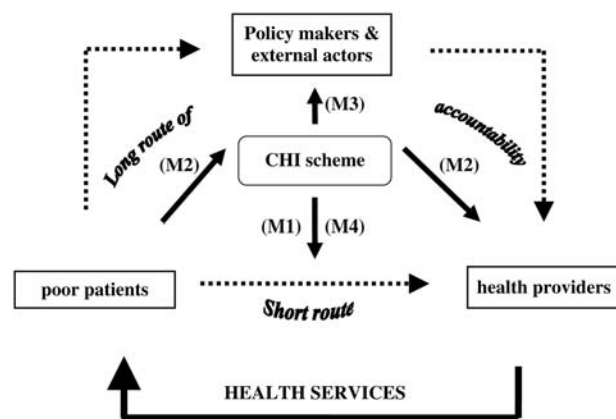 Policy makers &
external actors
(M3)
Long route of
accountability
(M2)
CHI scheme
(M2)
(M1) (M4)
poor patients
health providers
Short route
HEALTH SERVICES